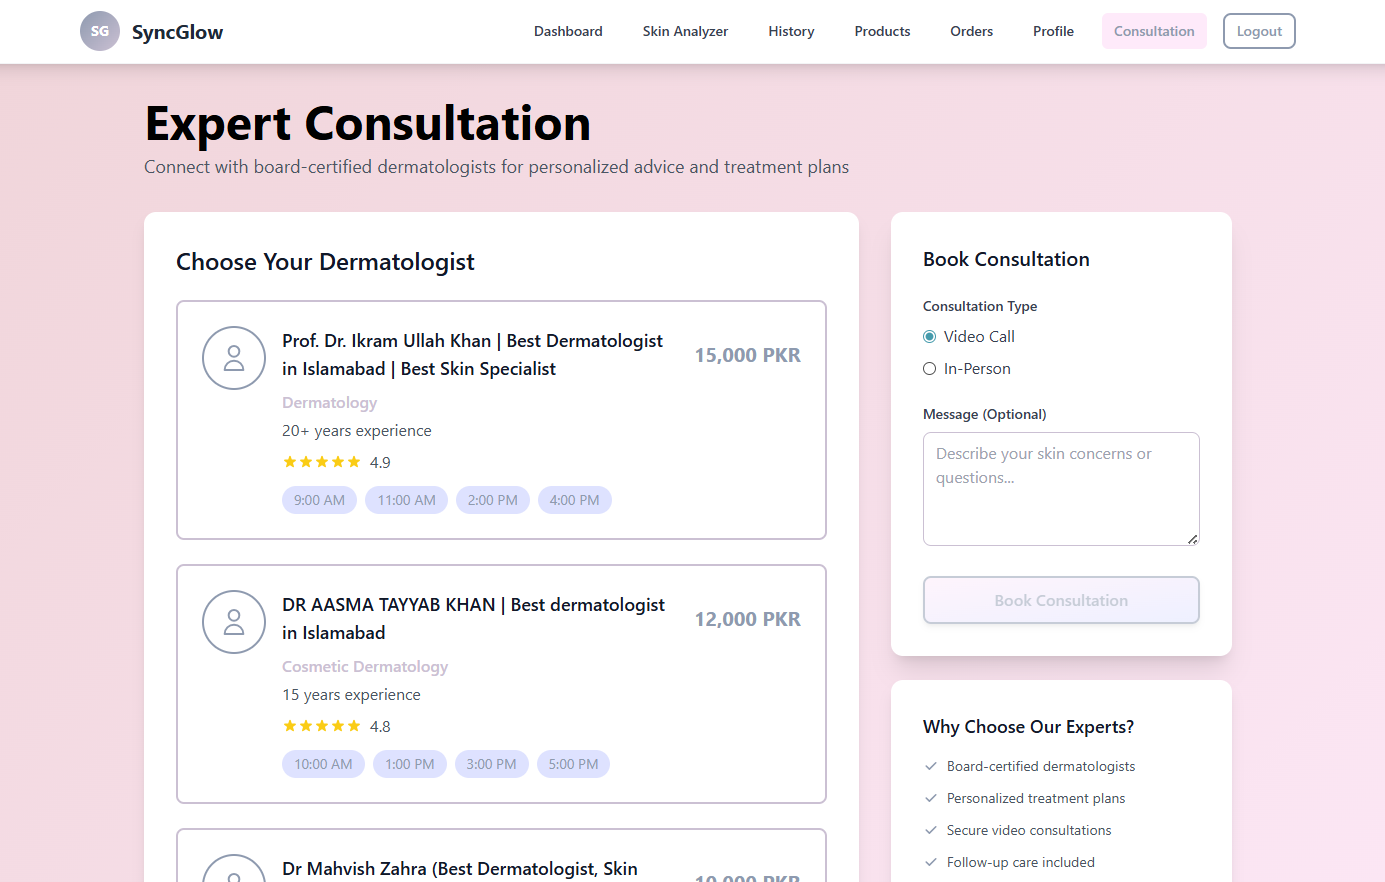 SG
SyncGlow
Dashboard
Skin Analyzer
History
Products
Orders
Profile
Consultation
Logout
Expert Consultation
Connect with board-certified dermatologists for personalized advice and treatment plans
Choose Your Dermatologist
Prof. Dr. Ikram Ullah Khan | Best Dermatologist
in Islamabad | Best Skin Specialist
15,000 PKR
Dermatology
20+ years experience
4.9
9:00 AM
11:00 AM
2:00 PM
4:00 PM
DR AASMA TAYYAB KHAN | Best dermatologist
in Islamabad
12,000 PKR
Cosmetic Dermatology
15 years experience
4.8
10:00 AM
1:00 PM
3:00 PM
5:00 PM
Dr Mahvish Zahra (Best Dermatologist, Skin
10,000 PKR
Book Consultation
Consultation Type
Video Call
In-Person
Message (Optional)
Describe your skin concerns or
questions...
Book Consultation
Why Choose Our Experts?
Board-certified dermatologists
Personalized treatment plans
Secure video consultations
Follow-up care included